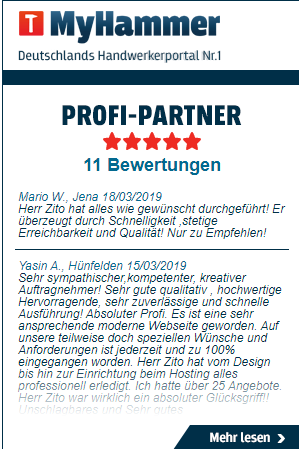 T MyHammer
Deutschlands Handwerkerportal Nr.1
PROFI-PARTNER
11 Bewertungen
Mario W., Jena 18/03/2019
Herr Zito hat alles wie gewünscht durchgeführt! Er
überzeugt durch Schnelligkeit ,stetige
Erreichbarkeit und Qualität! Nur zu Empfehlen!
Yasin A., Hünfelden 15/03/2019
Sehr sympathischer,kompetenter, kreativer
Auftragnehmer! Sehr gute qualitativ , hochwertige
Hervorragende, sehr zuverlässige und schnelle
Ausführung! Absoluter Profi. Es ist eine sehr
ansprechende moderne Webseite geworden. Auf
unsere teilweise doch speziellen Wünsche und
Anforderungen ist jederzeit und zu 100%
eingegangen worden. Herr Zito hat vom Design
bis hin zur Einrichtung beim Hosting alles
professionell erledigt. Ich hatte über 25 Angebote.
Herr Zito war wirklich ein absoluter Glücksgriff!!
Unschlagbares und Sehr gutes
Mehr lesen